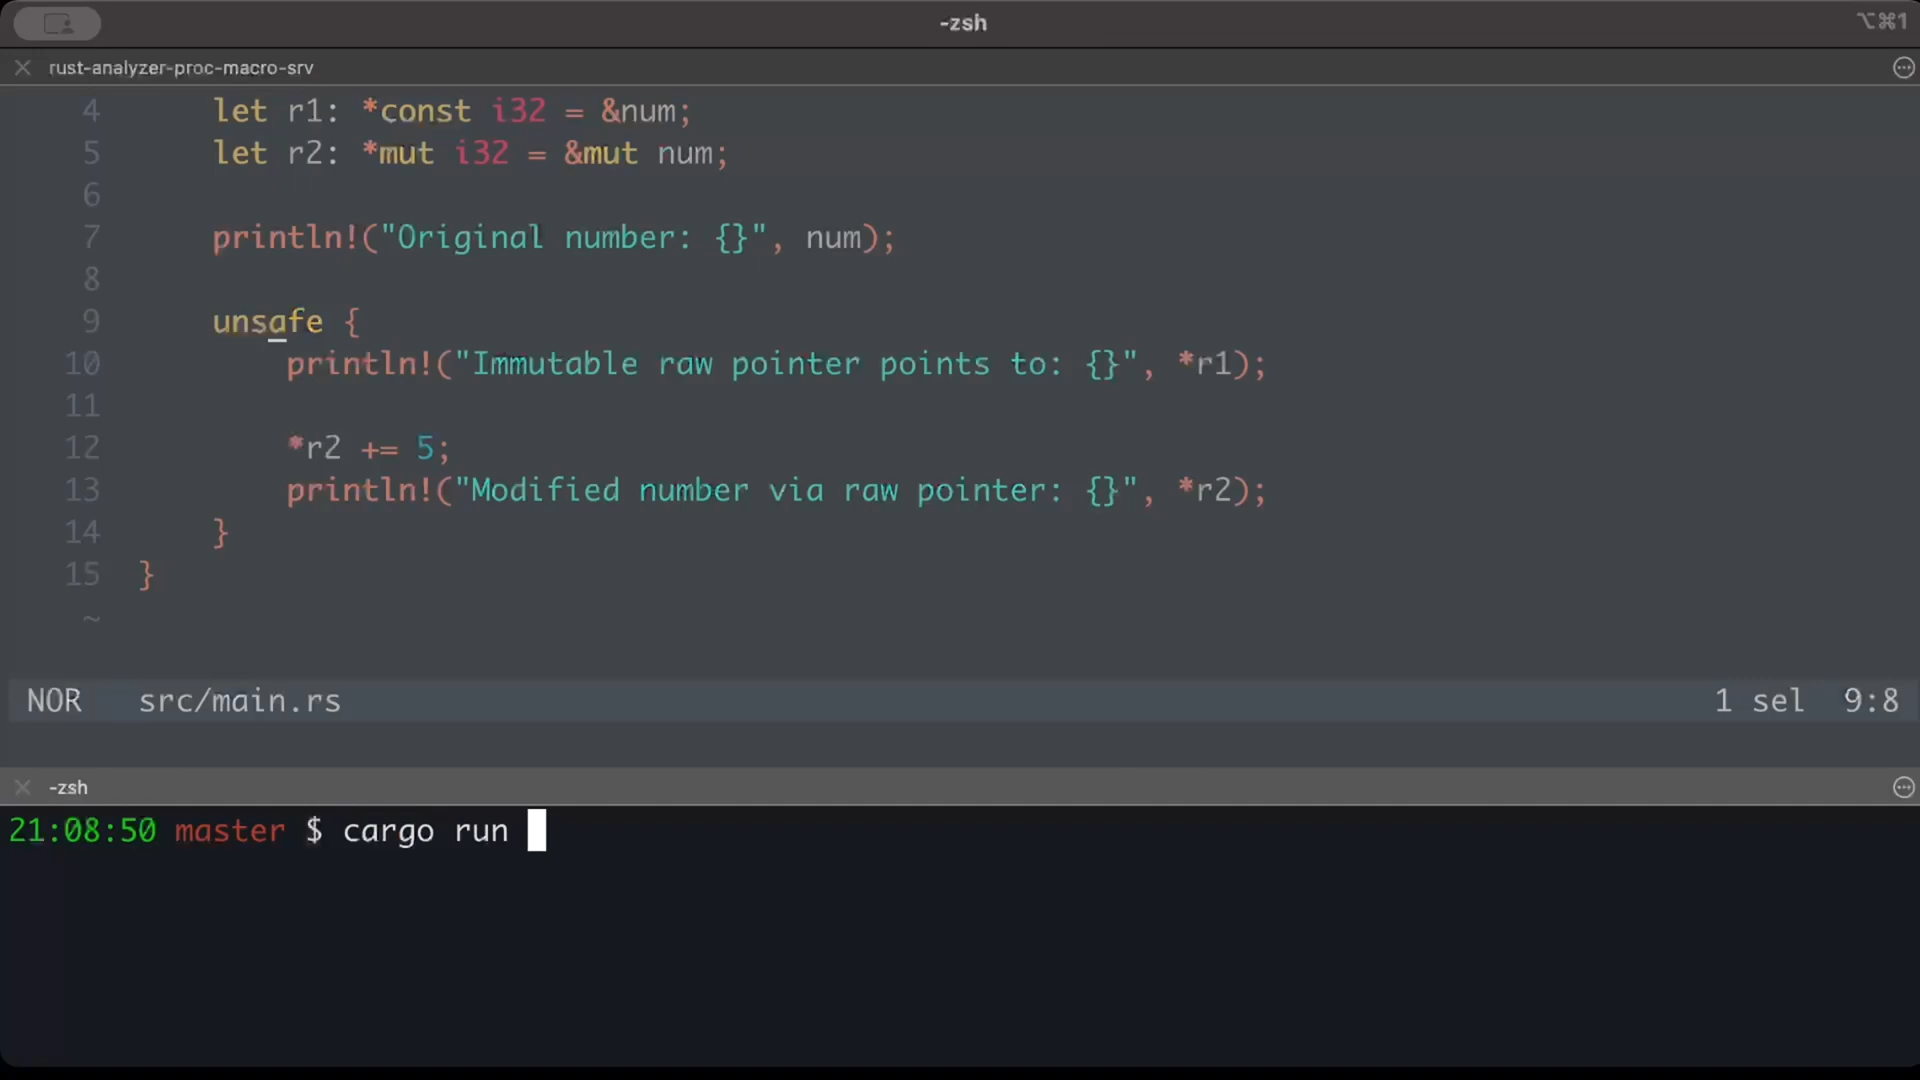 -zsh ⌥⌘1
rust-analyzer-proc-macro-srv
4 let r1: *const i32 = &num;
5 let r2: *mut i32 = &mut num;
6
7 println!("Original number: {}", num);
8
9 unsafe {
10 println!("Immutable raw pointer points to: {}", *r1);
11
12 *r2 += 5;
13 println!("Modified number via raw pointer: {}", *r2);
14 }
15 }
~
NOR src/main.rs 1 sel 9:8
-zsh
21:08:50 master $ cargo run